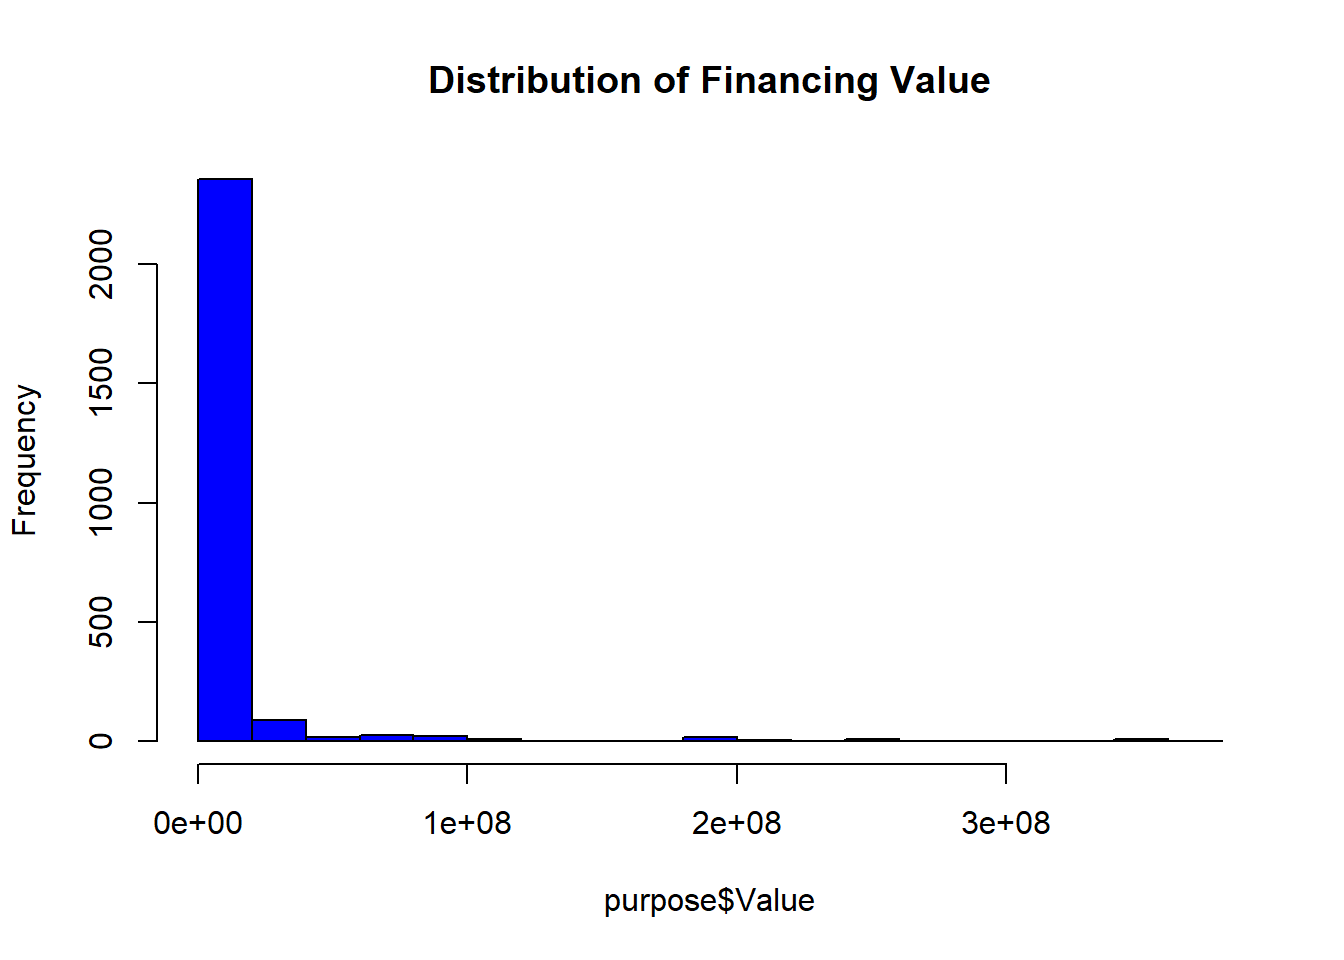 Distribution of Financing Value
Frequency
2000
1500
1000
500
0
0e+00 1e+08 2e+08 3e+08
purpose$Value